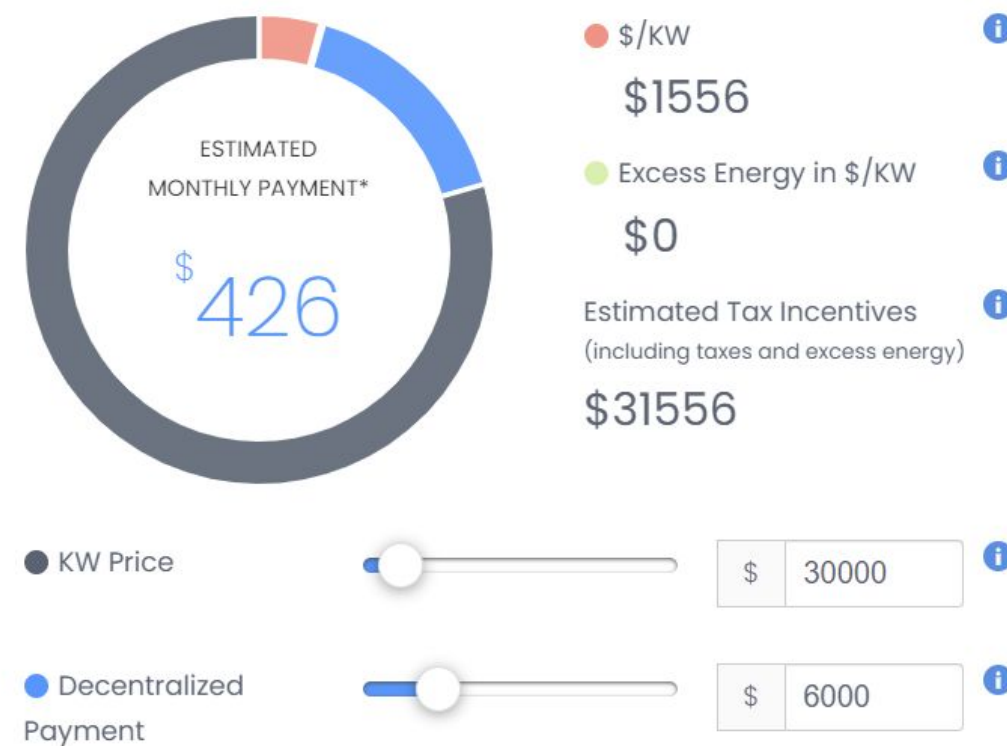 ESTIMATED
MONTHLY PAYMENT*
$ 426
$/KW
$1556
Excess Energy in $/KW
$0
Estimated Tax Incentives
(including taxes and excess energy)
$31556
KW Price
$ 30000
Decentralized
Payment
$ 6000